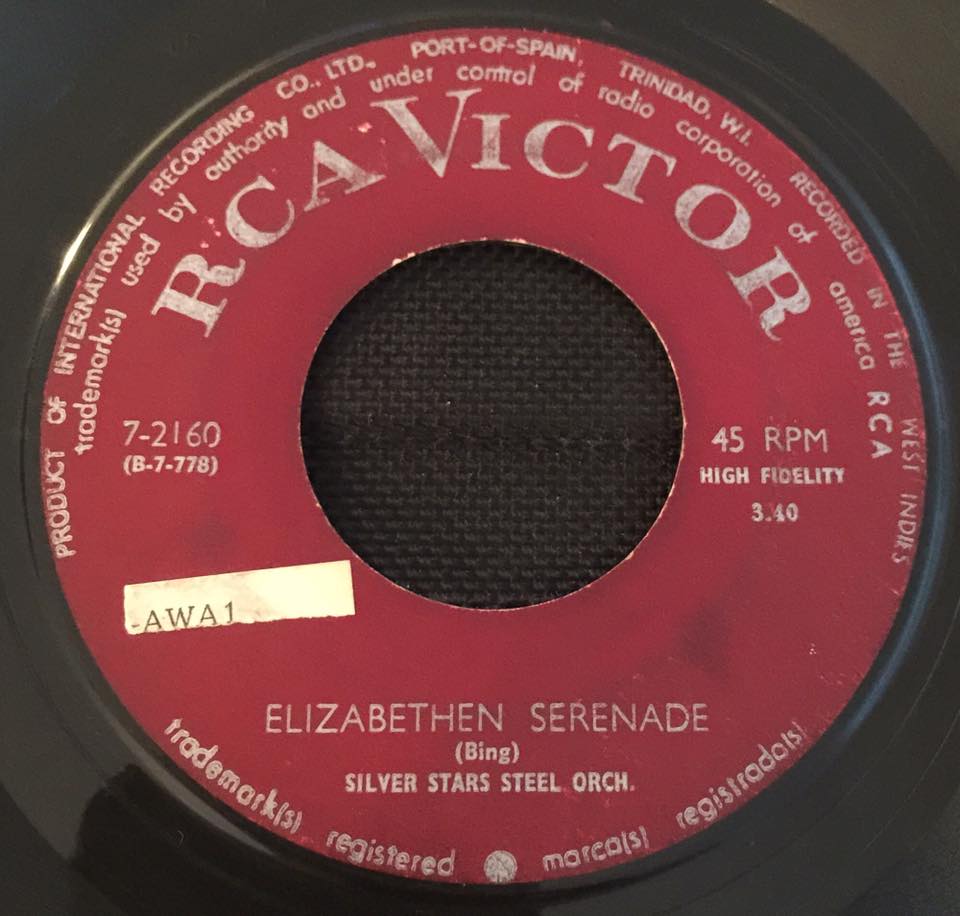 PRODUCT OF INTERNATIONAL RECORDING CO., LTD. PORT-OF-SPAIN, TRINIDAD, W.I. RECORDED IN THE WEST INDIES
trademark(s) used by authority and under control of radio corporation of america RCA
RCA VICTOR
7-2160
(B-7-778)
45 RPM
HIGH FIDELITY
3.40
-AWA1
ELIZABETHEN SERENADE
(Bing)
SILVER STARS STEEL ORCH.
trademark(s) registered marca(s) registrada(s)